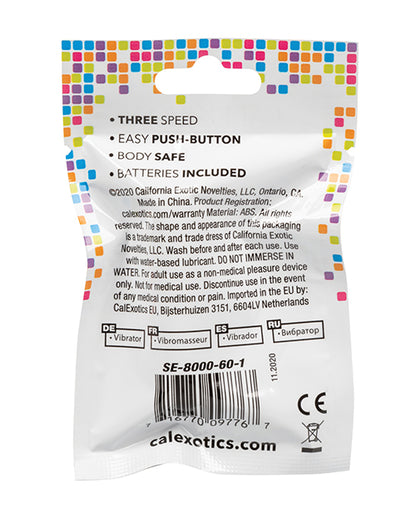 • THREE SPEED
• EASY PUSH-BUTTON
• BODY SAFE
• BATTERIES INCLUDED
©2020 California Exotic Novelties, LLC, Ontario, CA.
Made in China. Product Registration:
calexotics.com/warranty Material: ABS. All rights
reserved. The shape and appearance of this packaging
is a trademark and trade dress of California Exotic
Novelties, LLC. Wash before and after each use. Use
with water-based lubricant. DO NOT IMMERSE IN
WATER. For adult use as a non-medical pleasure device
only. Not for medical use. Discontinue use in the event
of any medical condition or pain. Imported in the EU by:
CalExotics EU, Bijsterhuizen 3151, 6604LV Netherlands
DE FR ES RU
• Vibrator • Vibromasseur • Vibrador • Вибратор
SE-8000-60-1
11.2020
7 16770 09776 7
CE
calexotics.com